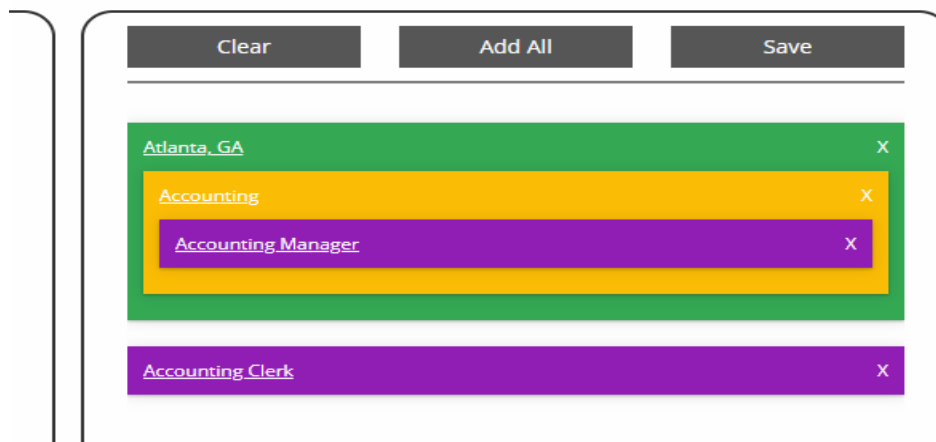 Clear Add All Save
Atlanta, GA X
Accounting X
Accounting Manager X
Accounting Clerk X